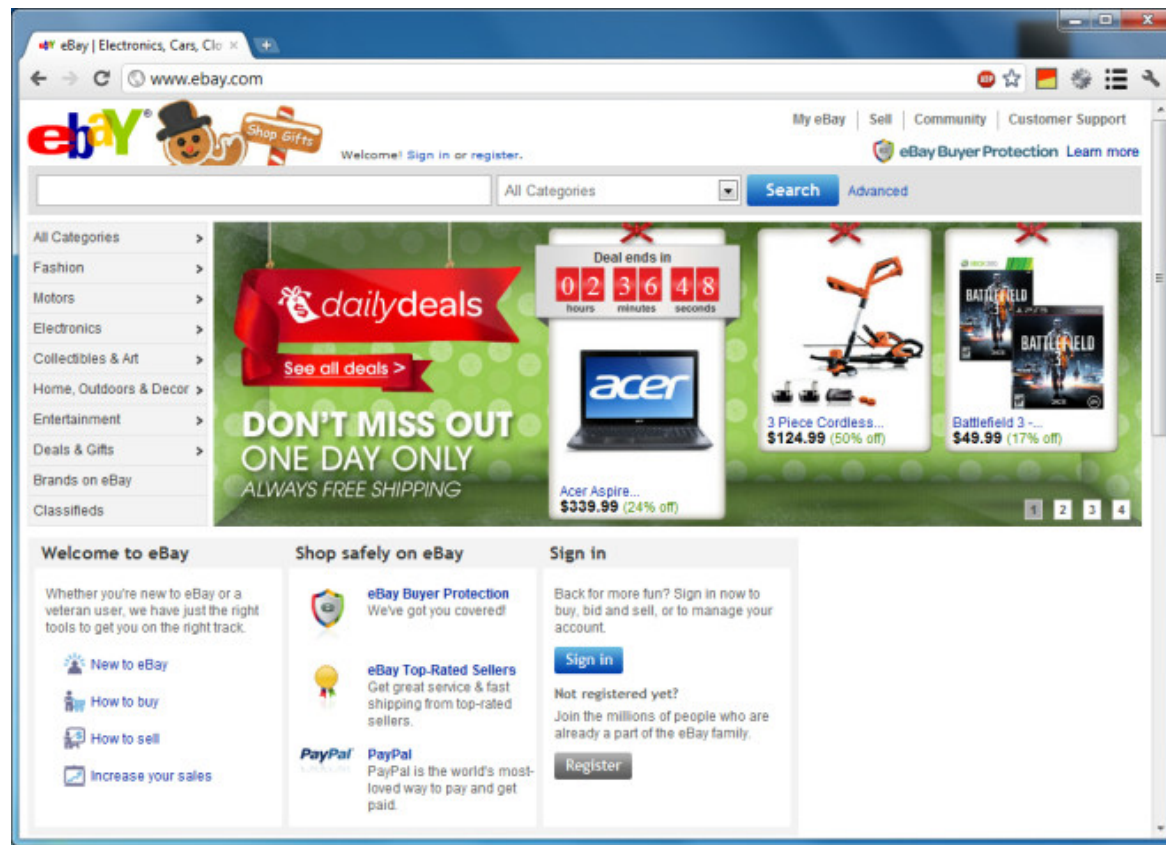 eBay | Electronics, Cars, Clo
www.ebay.com
ABP
ebaY®
Shop Gifts
Welcome! Sign in or register.
My eBay | Sell | Community | Customer Support
eBay Buyer Protection Learn more
All Categories
Search
Advanced
All Categories
Fashion
Motors
Electronics
Collectibles & Art
Home, Outdoors & Decor
Entertainment
Deals & Gifts
Brands on eBay
Classifieds
dailydeals
See all deals >
DON'T MISS OUT
ONE DAY ONLY
ALWAYS FREE SHIPPING
Deal ends in
02 36 48
hours minutes seconds
acer
Acer Aspire...
$339.99 (24% off)
3 Piece Cordless...
$124.99 (50% off)
XBOX 360
BATTLEFIELD
BATTLEFIELD
3
EA
Battlefield 3 -...
$49.99 (17% off)
1 2 3 4
Welcome to eBay
Whether you're new to eBay or a
veteran user, we have just the right
tools to get you on the right track.
New to eBay
How to buy
How to sell
Increase your sales
Shop safely on eBay
eBay Buyer Protection
We've got you covered!
eBay Top-Rated Sellers
Get great service & fast
shipping from top-rated
sellers.
PayPal
PayPal
PayPal is the world's most-
loved way to pay and get
paid.
Sign in
Back for more fun? Sign in now to
buy, bid and sell, or to manage your
account.
Sign in
Not registered yet?
Join the millions of people who are
already a part of the eBay family.
Register